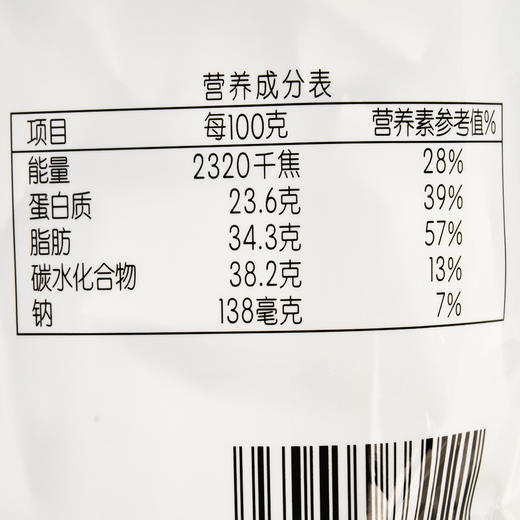 营养成分表
项目 每100克 营养素参考值%
能量 2320千焦 28%
蛋白质 23.6克 39%
脂肪 34.3克 57%
碳水化合物 38.2克 13%
钠 138毫克 7%